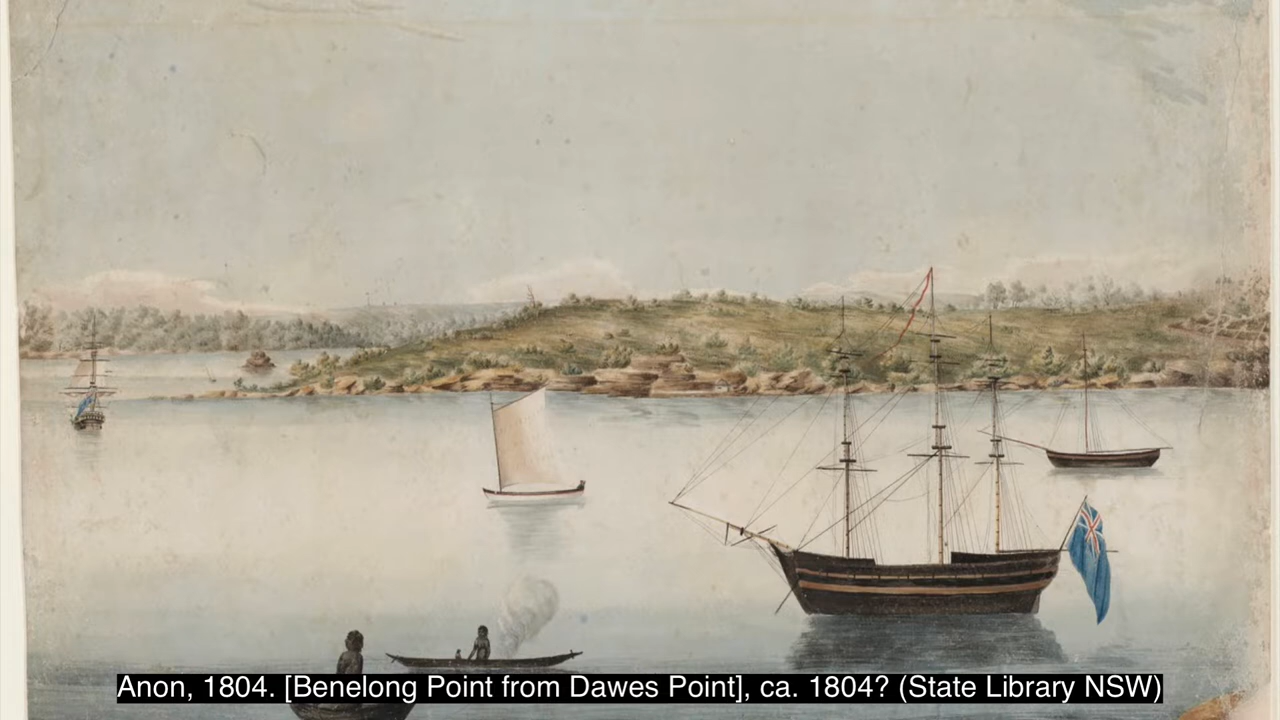 Anon, 1804. [Benelong Point from Dawes Point], ca. 1804? (State Library NSW)